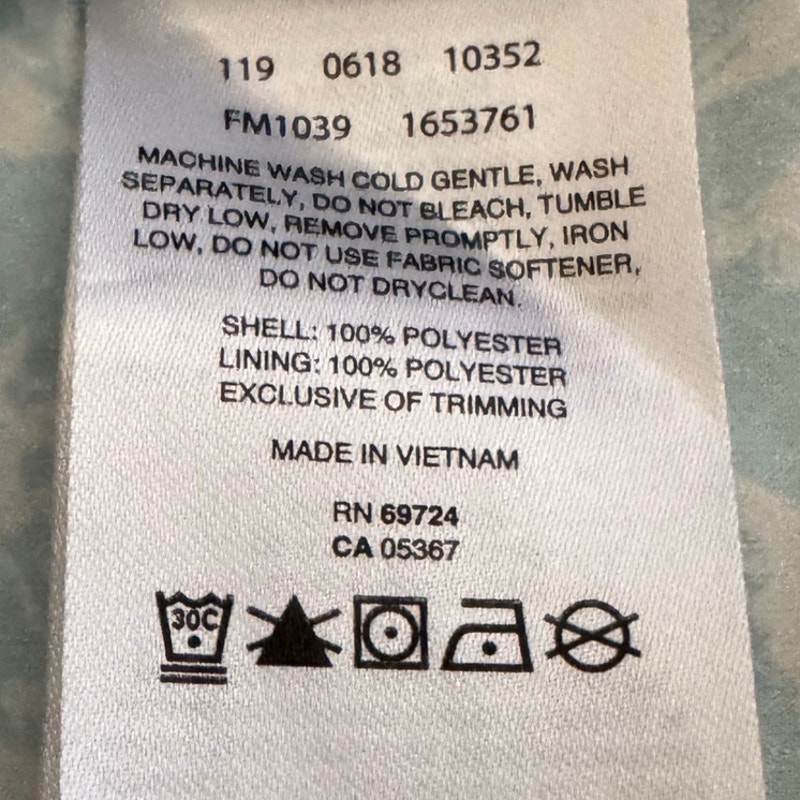 119 0618 10352
FM1039 1653761
MACHINE WASH COLD GENTLE, WASH
SEPARATELY, DO NOT BLEACH, TUMBLE
DRY LOW, REMOVE PROMPTLY, IRON
LOW, DO NOT USE FABRIC SOFTENER,
DO NOT DRYCLEAN.
SHELL: 100% POLYESTER
LINING: 100% POLYESTER
EXCLUSIVE OF TRIMMING
MADE IN VIETNAM
RN 69724
CA 05367
30C